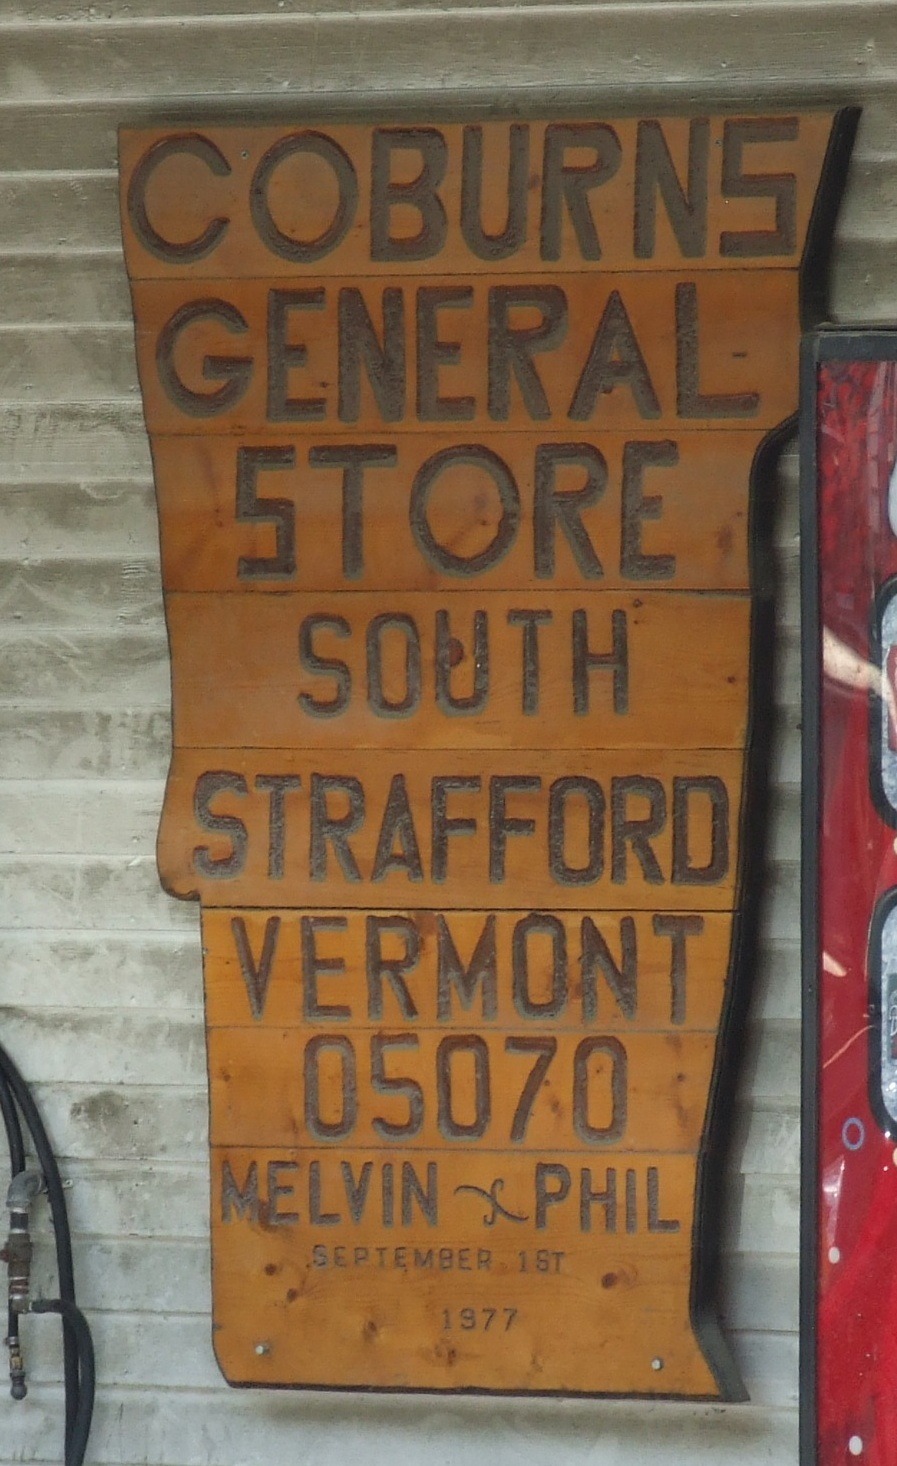 COBURNS
GENERAL
STORE
SOUTH
STRAFFORD
VERMONT
05070
MELVIN & PHIL
SEPTEMBER 1ST
1977